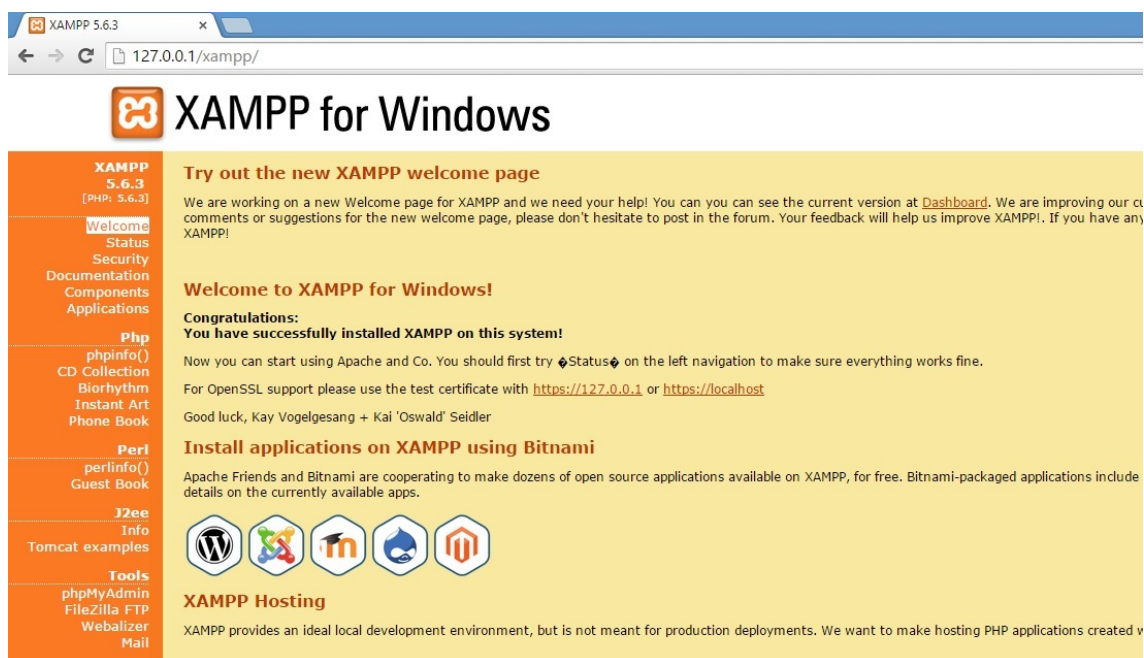 XAMPP 5.6.3
127.0.0.1/xampp/
XAMPP for Windows
XAMPP
5.6.3
[PHP: 5.6.3]
Welcome
Status
Security
Documentation
Components
Applications
Php
phpinfo()
CD Collection
Biorhythm
Instant Art
Phone Book
Perl
perlinfo()
Guest Book
J2ee
Info
Tomcat examples
Tools
phpMyAdmin
FileZilla FTP
Webalizer
Mail
Try out the new XAMPP welcome page
We are working on a new Welcome page for XAMPP and we need your help! You can you can see the current version at Dashboard. We are improving our cu
comments or suggestions for the new welcome page, please don't hesitate to post in the forum. Your feedback will help us improve XAMPP!. If you have any
XAMPP!
Welcome to XAMPP for Windows!
Congratulations:
You have successfully installed XAMPP on this system!
Now you can start using Apache and Co. You should first try �Status� on the left navigation to make sure everything works fine.
For OpenSSL support please use the test certificate with https://127.0.0.1 or https://localhost
Good luck, Kay Vogelgesang + Kai 'Oswald' Seidler
Install applications on XAMPP using Bitnami
Apache Friends and Bitnami are cooperating to make dozens of open source applications available on XAMPP, for free. Bitnami-packaged applications include
details on the currently available apps.
XAMPP Hosting
XAMPP provides an ideal local development environment, but is not meant for production deployments. We want to make hosting PHP applications created w